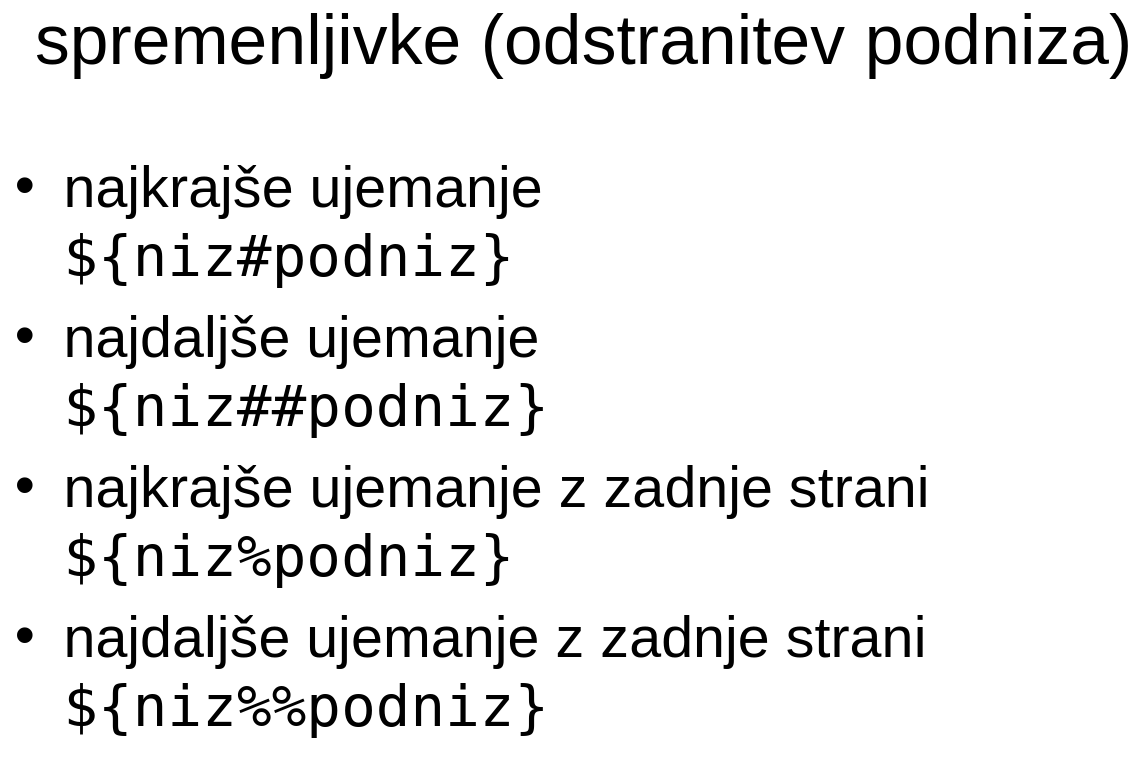 spremenljivke (odstranitev podniza)
• najkrajše ujemanje
${niz#podniz}
• najdaljše ujemanje
${niz##podniz}
• najkrajše ujemanje z zadnje strani
${niz%podniz}
• najdaljše ujemanje z zadnje strani
${niz%%podniz}